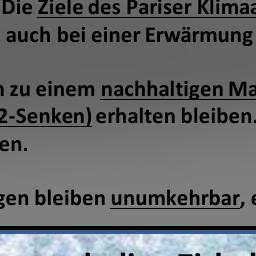 Die Ziele des Pariser Klima
auch bei einer Erwärmung
zu einem nachhaltigen Ma
2-Senken) erhalten bleiben.
en.
gen bleiben unumkehrbar, e